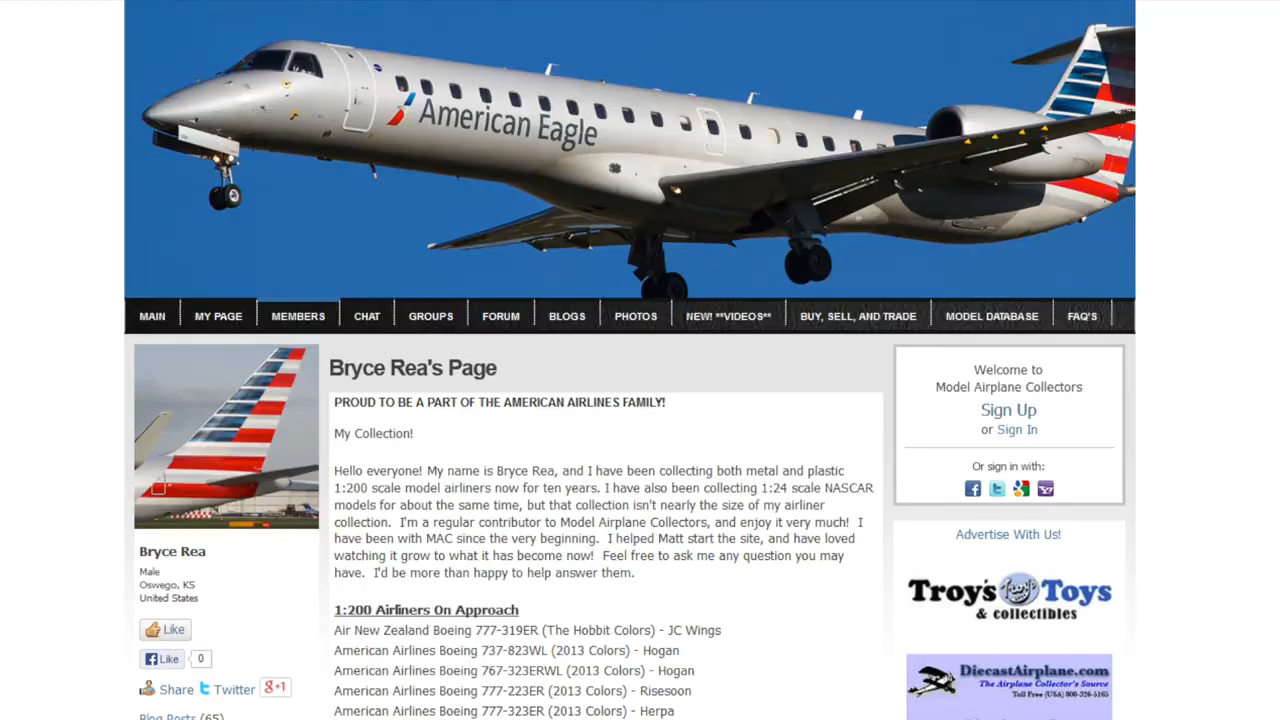 American Eagle
MAIN
MY PAGE
MEMBERS
CHAT
GROUPS
FORUM
BLOGS
PHOTOS
NEW! **VIDEOS**
BUY, SELL, AND TRADE
MODEL DATABASE
FAQ'S
Bryce Rea
Male
Oswego, KS
United States
Like
Like 0
Share Twitter g+1
Blog Posts (65)
Bryce Rea's Page
PROUD TO BE A PART OF THE AMERICAN AIRLINES FAMILY!
My Collection!
Hello everyone! My name is Bryce Rea, and I have been collecting both metal and plastic
1:200 scale model airliners now for ten years. I have also been collecting 1:24 scale NASCAR
models for about the same time, but that collection isn't nearly the size of my airliner
collection. I'm a regular contributor to Model Airplane Collectors, and enjoy it very much! I
have been with MAC since the very beginning. I helped Matt start the site, and have loved
watching it grow to what it has become now! Feel free to ask me any question you may
have. I'd be more than happy to help answer them.
1:200 Airliners On Approach
Air New Zealand Boeing 777-319ER (The Hobbit Colors) - JC Wings
American Airlines Boeing 737-823WL (2013 Colors) - Hogan
American Airlines Boeing 767-323ERWL (2013 Colors) - Hogan
American Airlines Boeing 777-223ER (2013 Colors) - Risesoon
American Airlines Boeing 777-323ER (2013 Colors) - Herpa
Welcome to
Model Airplane Collectors
Sign Up
or Sign In
Or sign in with:
Advertise With Us!
Troy's Toys
& collectibles
DiecastAirplane.com
The Airplane Collector's Source
Toll Free (USA) 800-326-5165